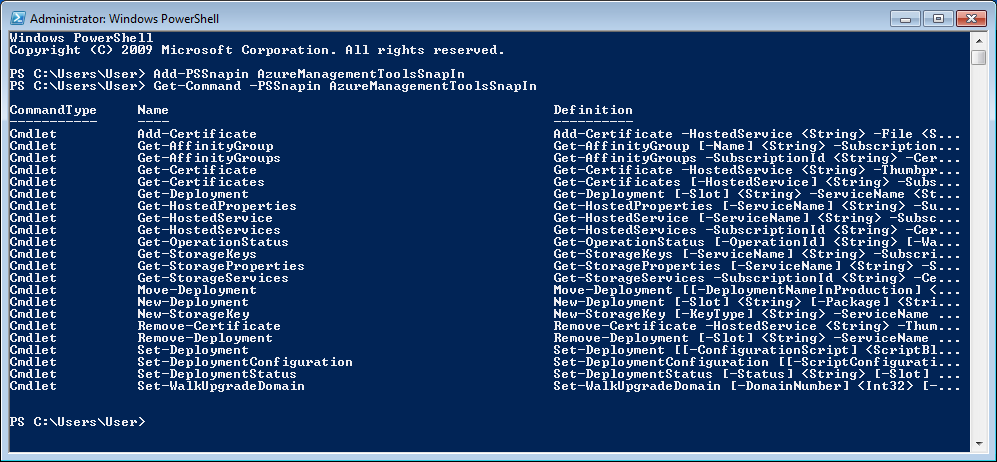 Administrator: Windows PowerShell
Windows PowerShell
Copyright (C) 2009 Microsoft Corporation. All rights reserved.
PS C:\Users\User> Add-PSSnapin AzureManagementToolsSnapIn
PS C:\Users\User> Get-Command -PSSnapin AzureManagementToolsSnapIn
CommandType Name Definition
----------- ---- ----------
Cmdlet Add-Certificate Add-Certificate -HostedService <String> -File <S...
Cmdlet Get-AffinityGroup Get-AffinityGroup [-Name] <String> -Subscription...
Cmdlet Get-AffinityGroups Get-AffinityGroups -SubscriptionId <String> -Cer...
Cmdlet Get-Certificate Get-Certificate -HostedService <String> -Thumbpr...
Cmdlet Get-Certificates Get-Certificates [-HostedService] <String> -Subs...
Cmdlet Get-Deployment Get-Deployment [-Slot] <String> -ServiceName <St...
Cmdlet Get-HostedProperties Get-HostedProperties [-ServiceName] <String> -Su...
Cmdlet Get-HostedService Get-HostedService [-ServiceName] <String> -Subsc...
Cmdlet Get-HostedServices Get-HostedServices -SubscriptionId <String> -Cer...
Cmdlet Get-OperationStatus Get-OperationStatus [-OperationId] <String> [-Wa...
Cmdlet Get-StorageKeys Get-StorageKeys [-ServiceName] <String> -Subscri...
Cmdlet Get-StorageProperties Get-StorageProperties [-ServiceName] <String> -S...
Cmdlet Get-StorageServices Get-StorageServices -SubscriptionId <String> -Ce...
Cmdlet Move-Deployment Move-Deployment [[-DeploymentNameInProduction] <...
Cmdlet New-Deployment New-Deployment [-Slot] <String> [-Package] <Stri...
Cmdlet New-StorageKey New-StorageKey [-KeyType] <String> -ServiceName ...
Cmdlet Remove-Certificate Remove-Certificate -HostedService <String> -Thum...
Cmdlet Remove-Deployment Remove-Deployment [-Slot] <String> -ServiceName ...
Cmdlet Set-Deployment Set-Deployment [[-ConfigurationScript] <ScriptBl...
Cmdlet Set-DeploymentConfiguration Set-DeploymentConfiguration [[-ScriptConfigurati...
Cmdlet Set-DeploymentStatus Set-DeploymentStatus [-Status] <String> [-Slot] ...
Cmdlet Set-WalkUpgradeDomain Set-WalkUpgradeDomain [-DomainNumber] <Int32> [-...
PS C:\Users\User>